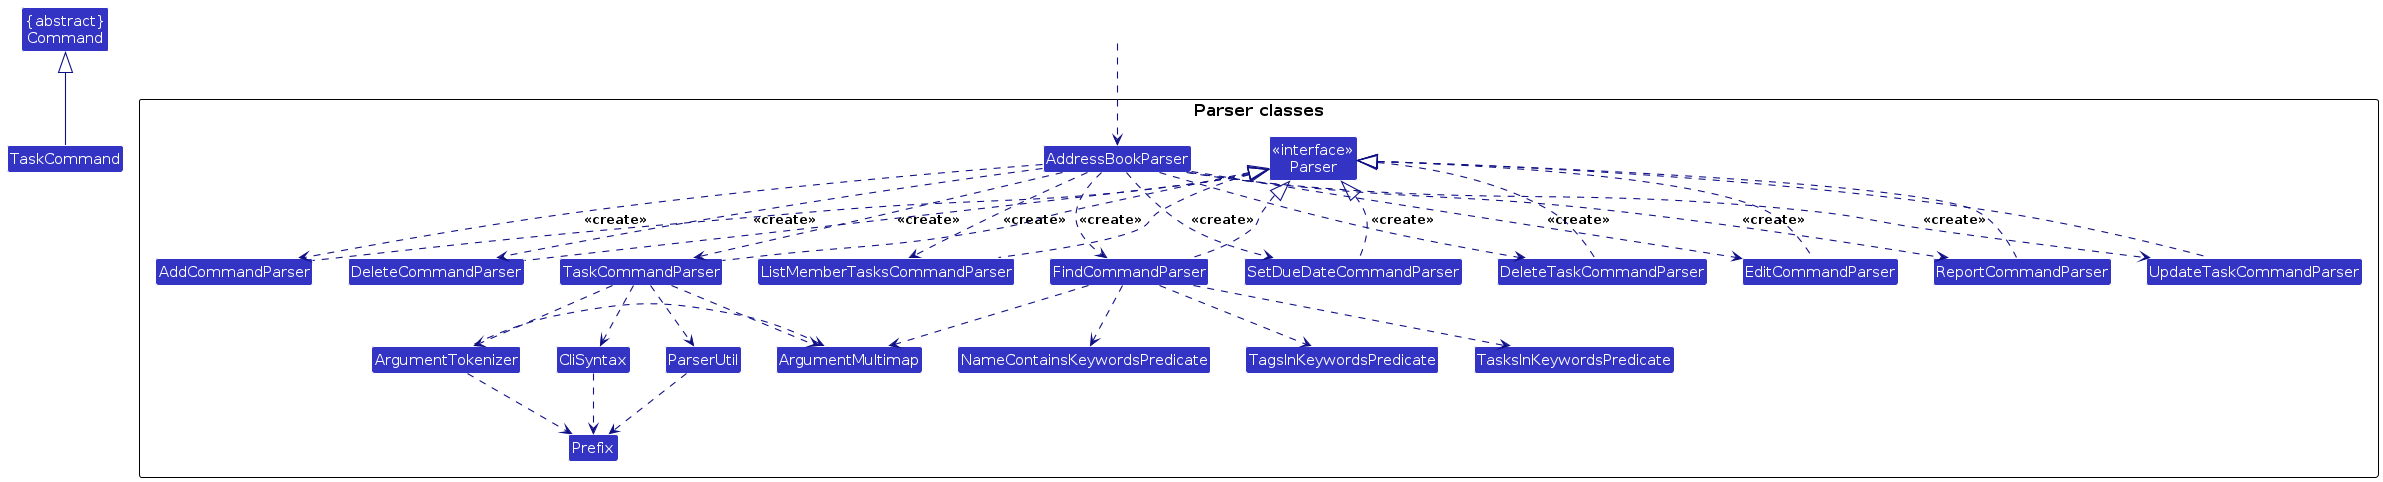 {abstract}
Command
TaskCommand
Parser classes
AddressBookParser
«interface»
Parser
«create»
«create»
«create»
«create»
«create»
«create»
«create»
«create»
«create»
«create»
AddCommandParser
DeleteCommandParser
TaskCommandParser
ListMemberTasksCommandParser
FindCommandParser
SetDueDateCommandParser
DeleteTaskCommandParser
EditCommandParser
ReportCommandParser
UpdateTaskCommandParser
ArgumentTokenizer
CliSyntax
ParserUtil
ArgumentMultimap
NameContainsKeywordsPredicate
TagsInKeywordsPredicate
TasksInKeywordsPredicate
Prefix